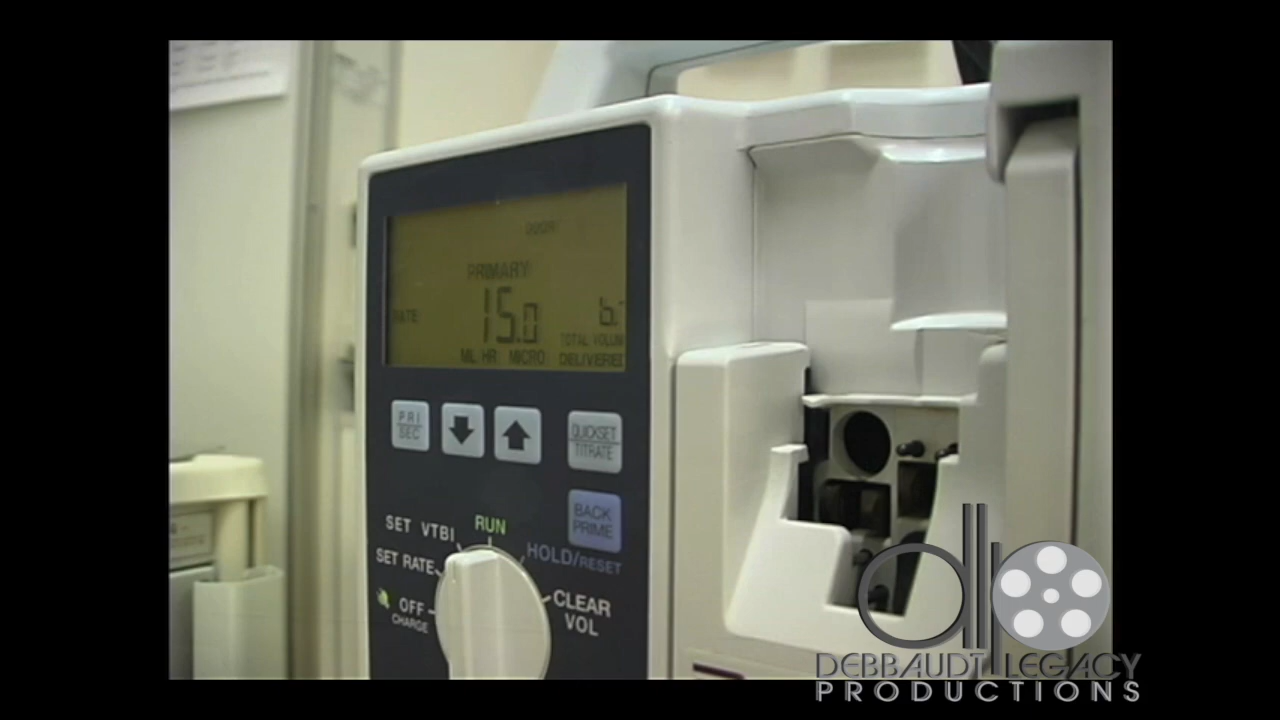 DOOR
PRIMARY
RATE 15.0 6.
TOTAL VOLUM
ML HR MICRO DELIVERED
PRI
SEC
QUICKSET
TITRATE
BACK
PRIME
SET VTBI RUN
HOLD/RESET
SET RATE
OFF
CHARGE
CLEAR
VOL
DEBBAUDT LEGACY
PRODUCTIONS